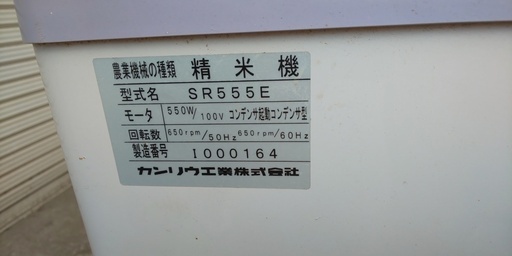 農業機械の種類 精米機
型式名 SR555E
モータ 550W/100V コンデンサ起動コンデンサ型
回転数 650rpm/50Hz 650rpm/60Hz
製造番号 I000164
カンリウ工業株式会社